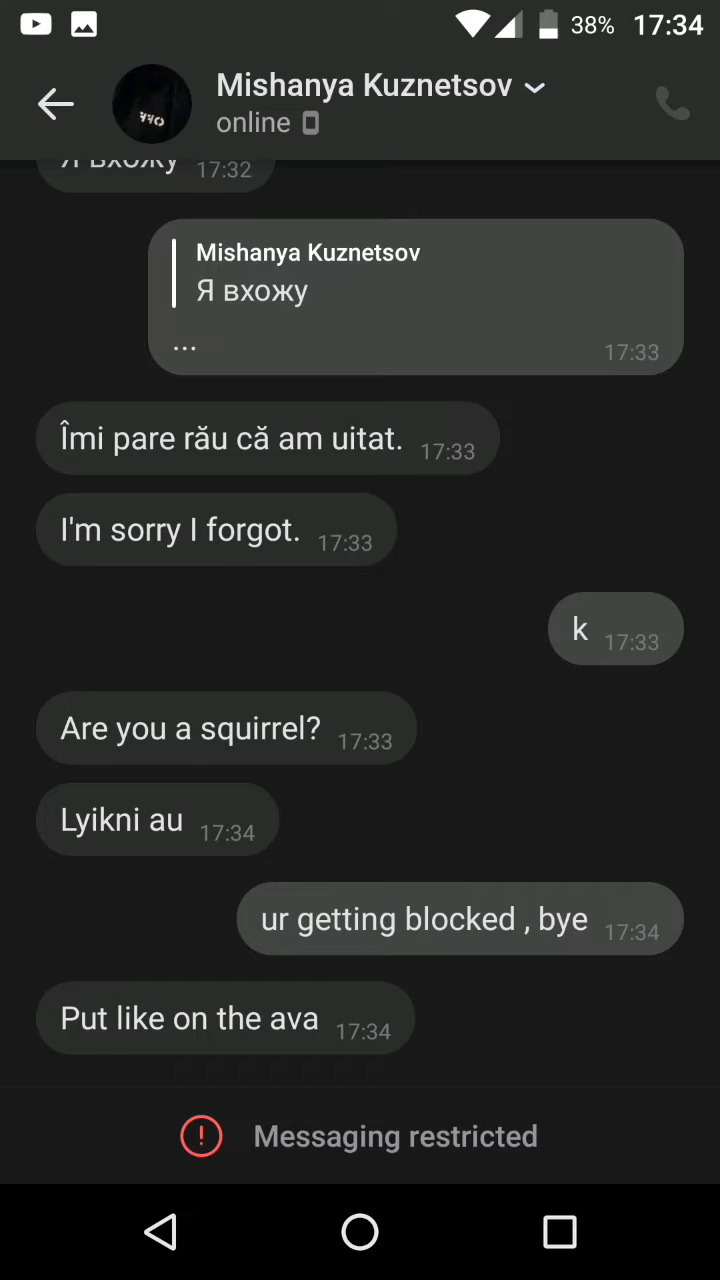 38% 17:34
Mishanya Kuznetsov
online
Я вхожу 17:32
Mishanya Kuznetsov
Я вхожу
... 17:33
Îmi pare rău că am uitat. 17:33
I'm sorry I forgot. 17:33
k 17:33
Are you a squirrel? 17:33
Lyikni au 17:34
ur getting blocked , bye 17:34
Put like on the ava 17:34
Messaging restricted